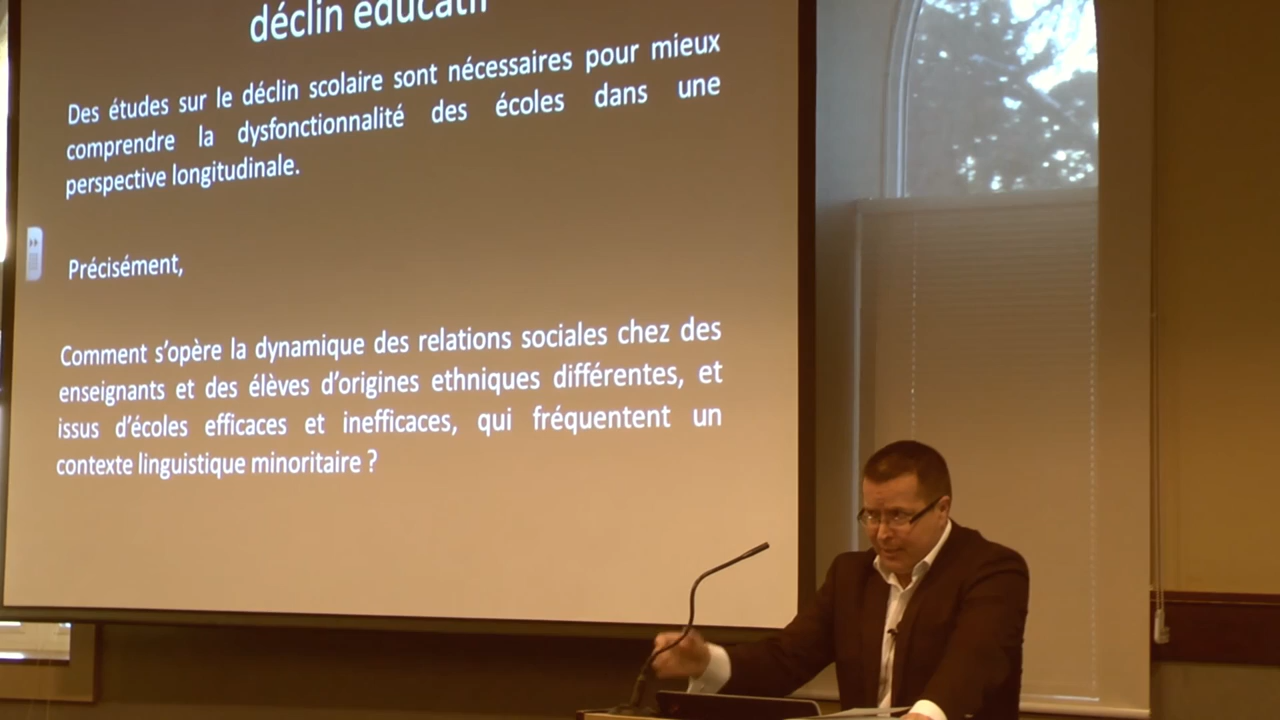 déclin éducatif
Des études sur le déclin scolaire sont nécessaires pour mieux
comprendre la dysfonctionnalité des écoles dans une
perspective longitudinale.
Précisément,
Comment s’opère la dynamique des relations sociales chez des
enseignants et des élèves d’origines ethniques différentes, et
issus d’écoles efficaces et inefficaces, qui fréquentent un
contexte linguistique minoritaire ?